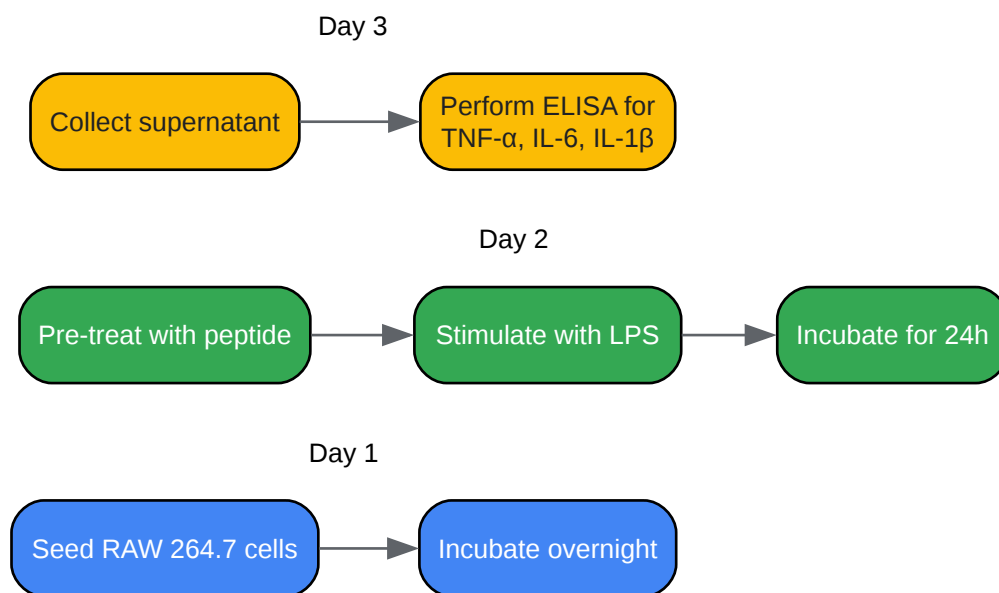 Day 3
Collect supernatant
Perform ELISA for
TNF-α, IL-6, IL-1β
Day 2
Pre-treat with peptide
Stimulate with LPS
Incubate for 24h
Day 1
Seed RAW 264.7 cells
Incubate overnight